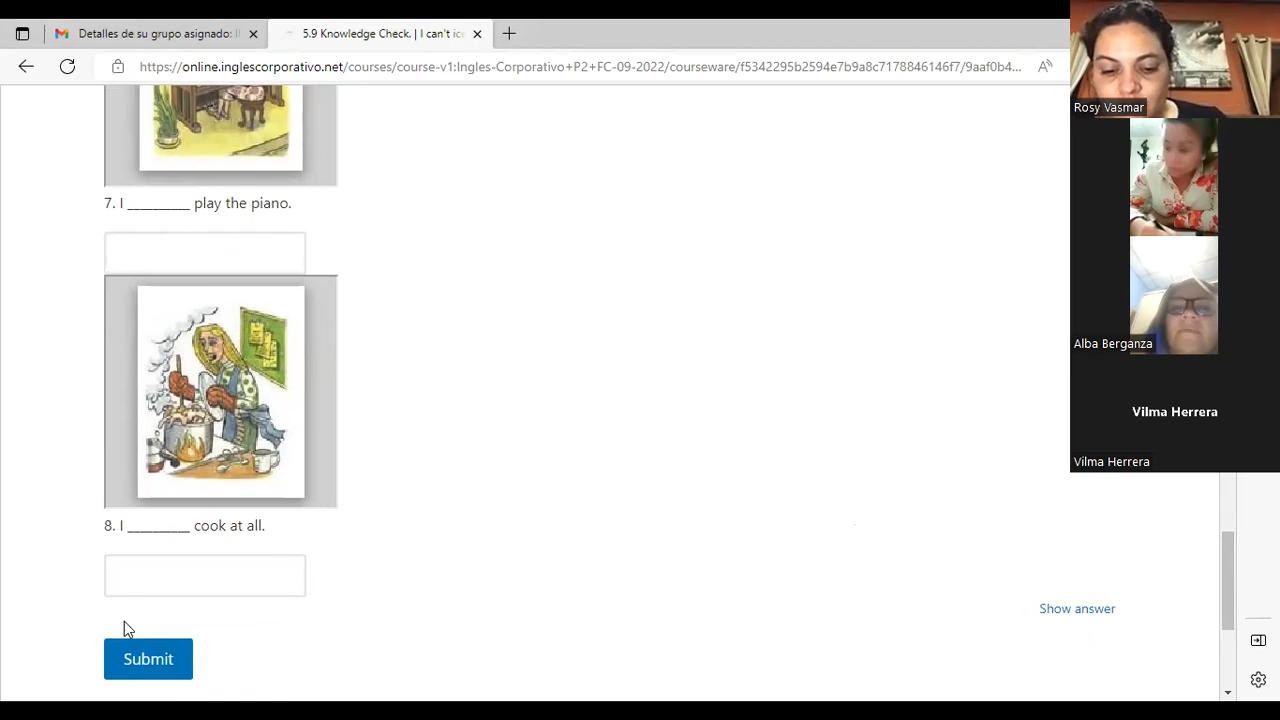 Detalles de su grupo asignado: I
5.9 Knowledge Check. | I can't ic
https://online.inglescorporativo.net/courses/course-v1:Ingles-Corporativo+P2+FC-09-2022/courseware/f5342295b2594e7b9a8c7178846146f7/9aaf0b4...
Rosy Vasmar
7. I _________ play the piano.
Alba Berganza
Vilma Herrera
Vilma Herrera
8. I _________ cook at all.
Show answer
Submit